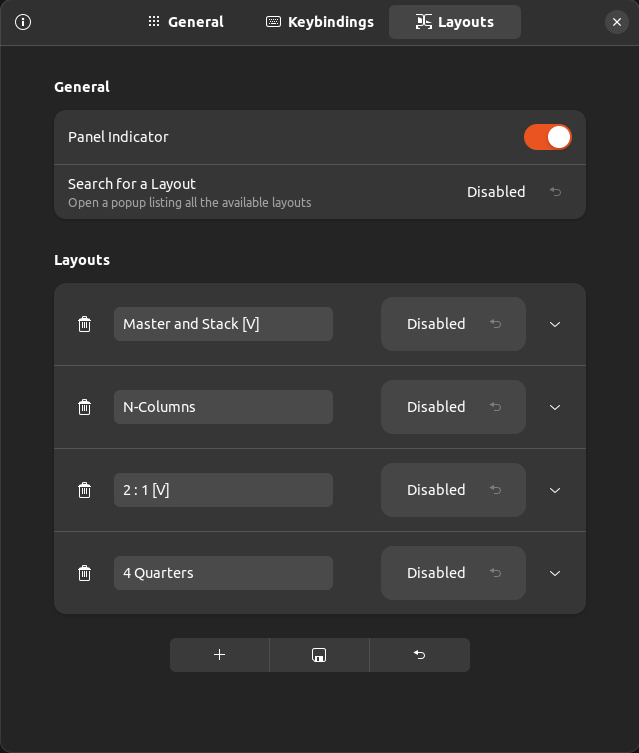 General
Keybindings
Layouts
General
Panel Indicator
Search for a Layout
Open a popup listing all the available layouts
Disabled
Layouts
Master and Stack [V]
Disabled
N-Columns
Disabled
2 : 1 [V]
Disabled
4 Quarters
Disabled